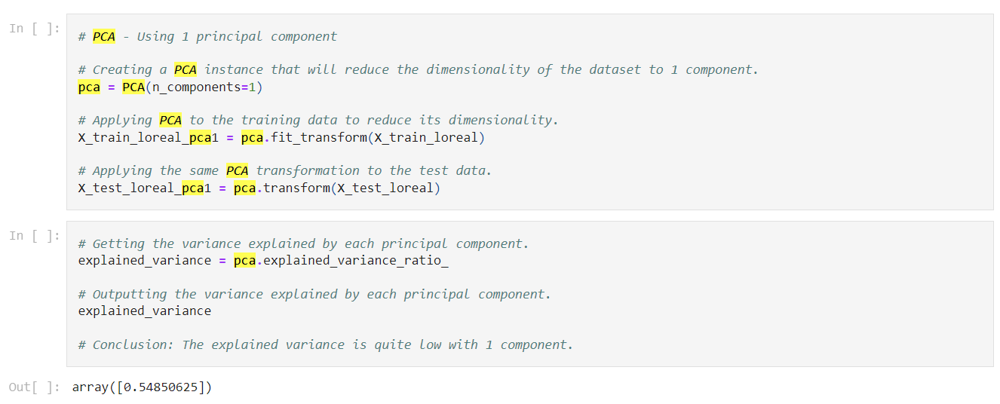 In [ ]:
# PCA - Using 1 principal component
# Creating a PCA instance that will reduce the dimensionality of the dataset to 1 component.
pca = PCA(n_components=1)
# Applying PCA to the training data to reduce its dimensionality.
X_train_loreal_pca1 = pca.fit_transform(X_train_loreal)
# Applying the same PCA transformation to the test data.
X_test_loreal_pca1 = pca.transform(X_test_loreal)
In [ ]:
# Getting the variance explained by each principal component.
explained_variance = pca.explained_variance_ratio_
# Outputting the variance explained by each principal component.
explained_variance
# Conclusion: The explained variance is quite low with 1 component.
Out[ ]: array([0.54850625])